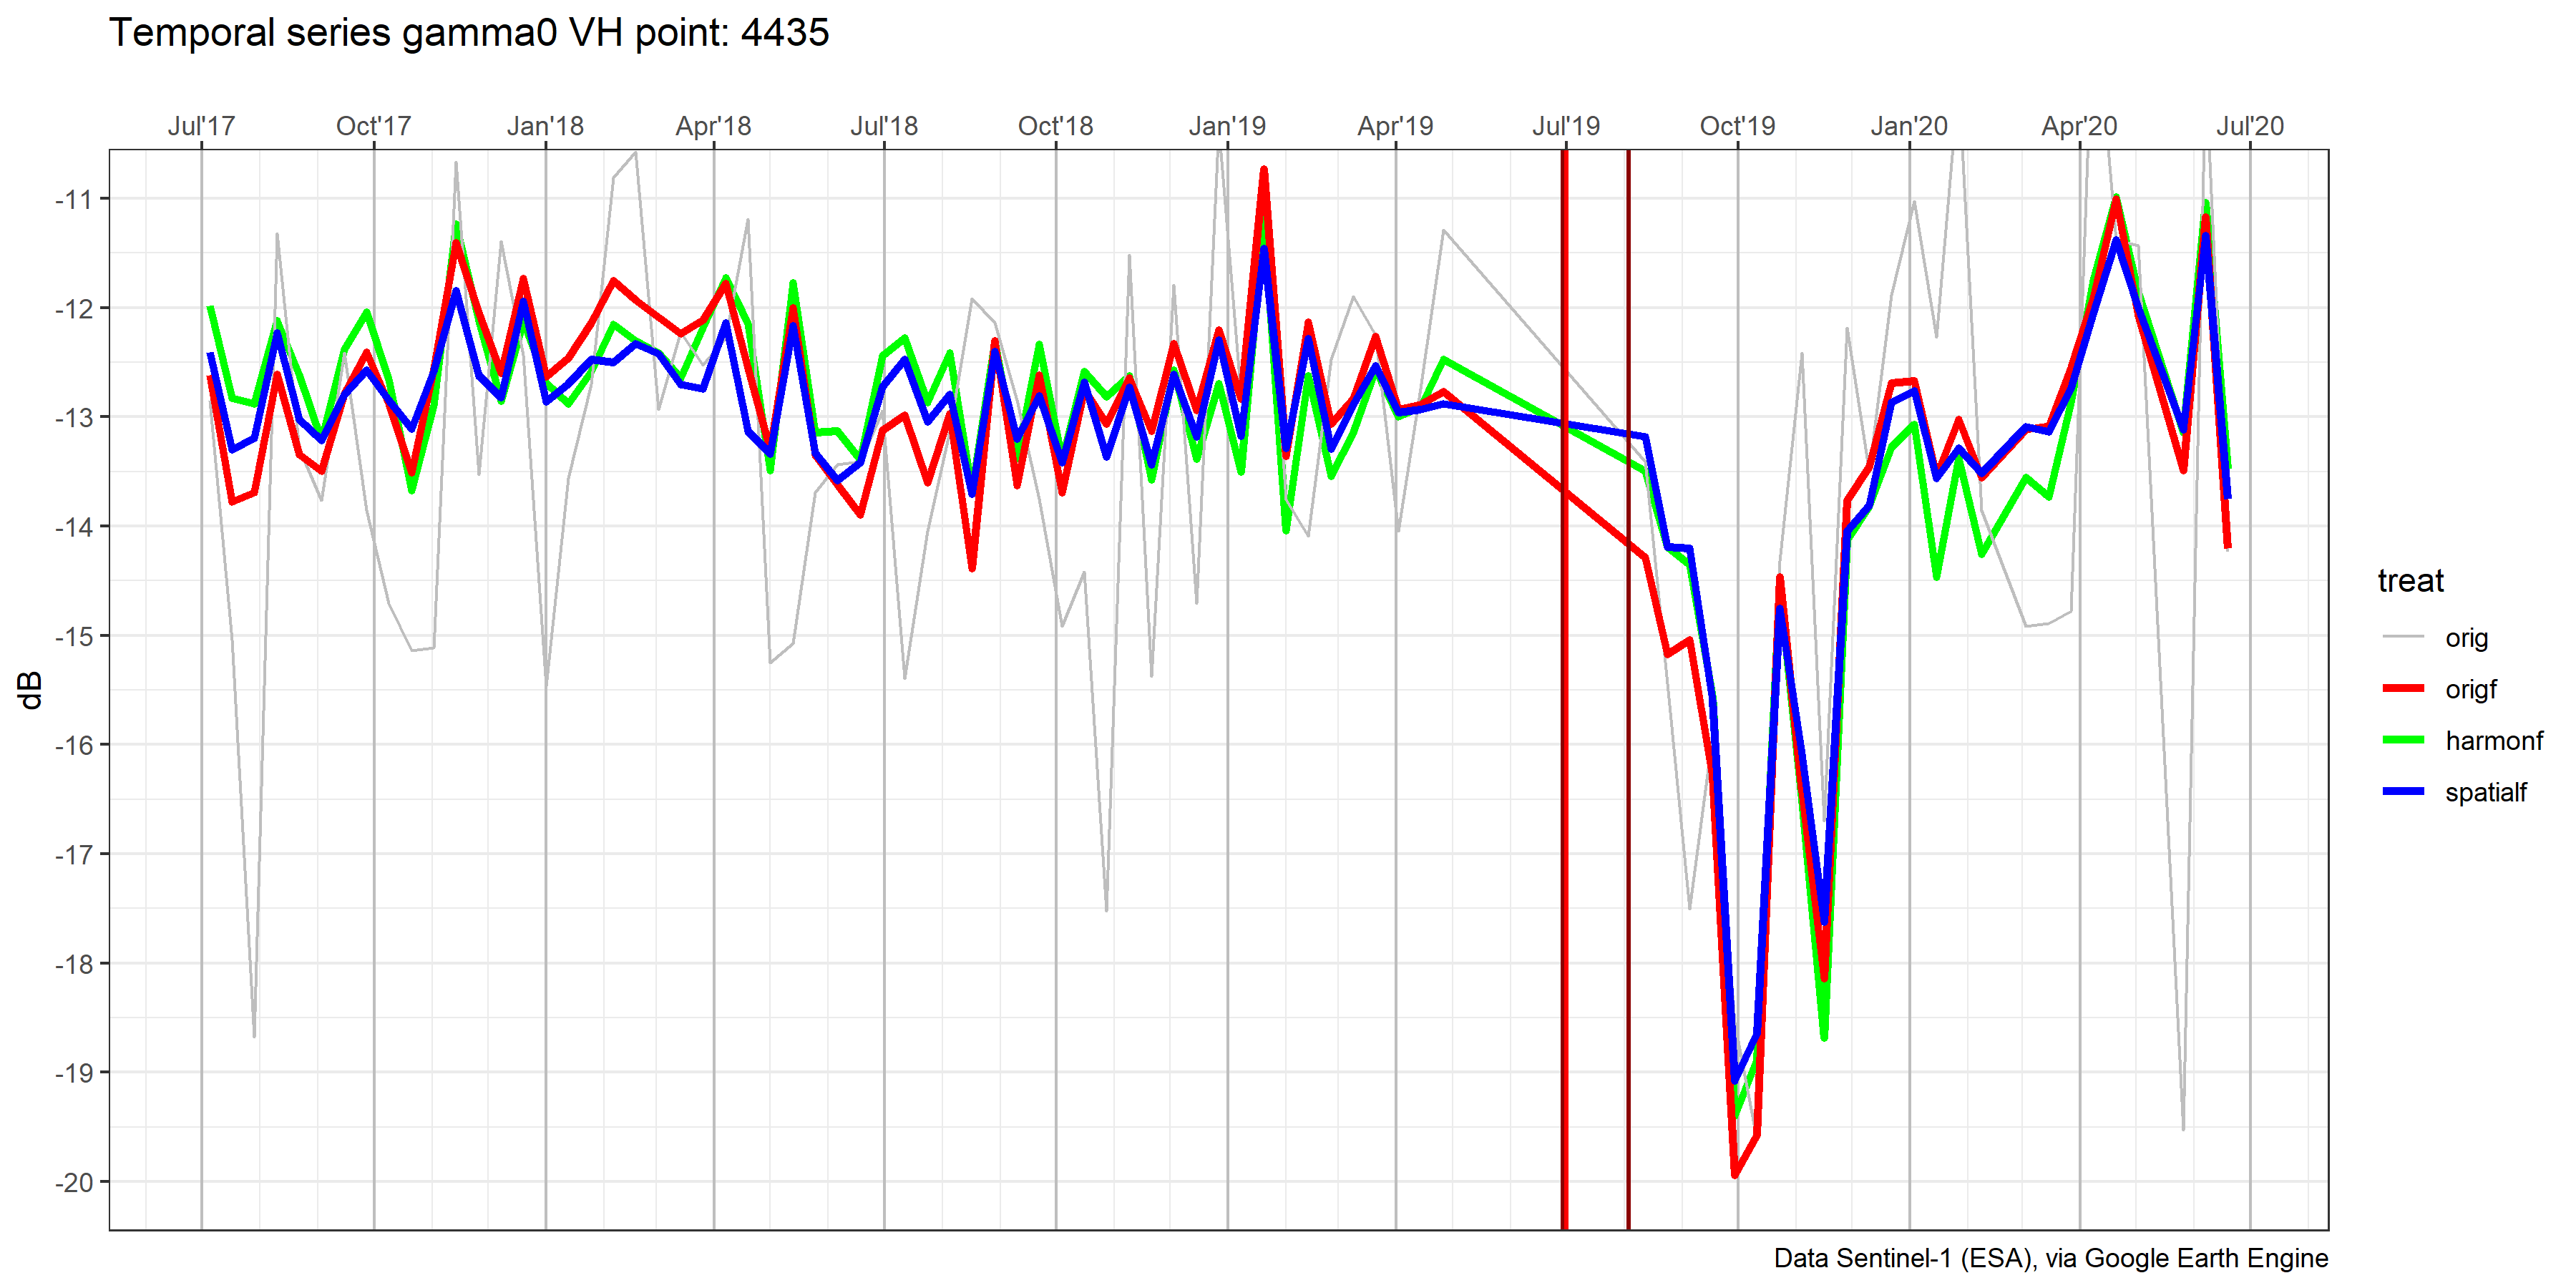 Temporal series gamma0 VH point: 4435
Jul'17 Oct'17 Jan'18 Apr'18 Jul'18 Oct'18 Jan'19 Apr'19 Jul'19 Oct'19 Jan'20 Apr'20 Jul'20
-11
-12
-13
-14
-15
-16
-17
-18
-19
-20
dB
treat
orig
origf
harmonf
spatialf
Data Sentinel-1 (ESA), via Google Earth Engine